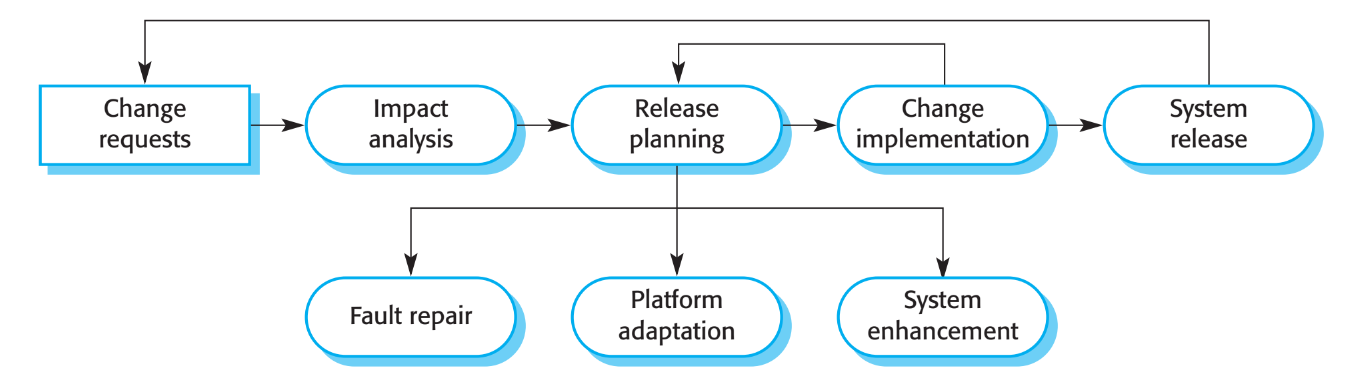 Change
requests
Impact
analysis
Release
planning
Change
implementation
System
release
Fault repair
Platform
adaptation
System
enhancement